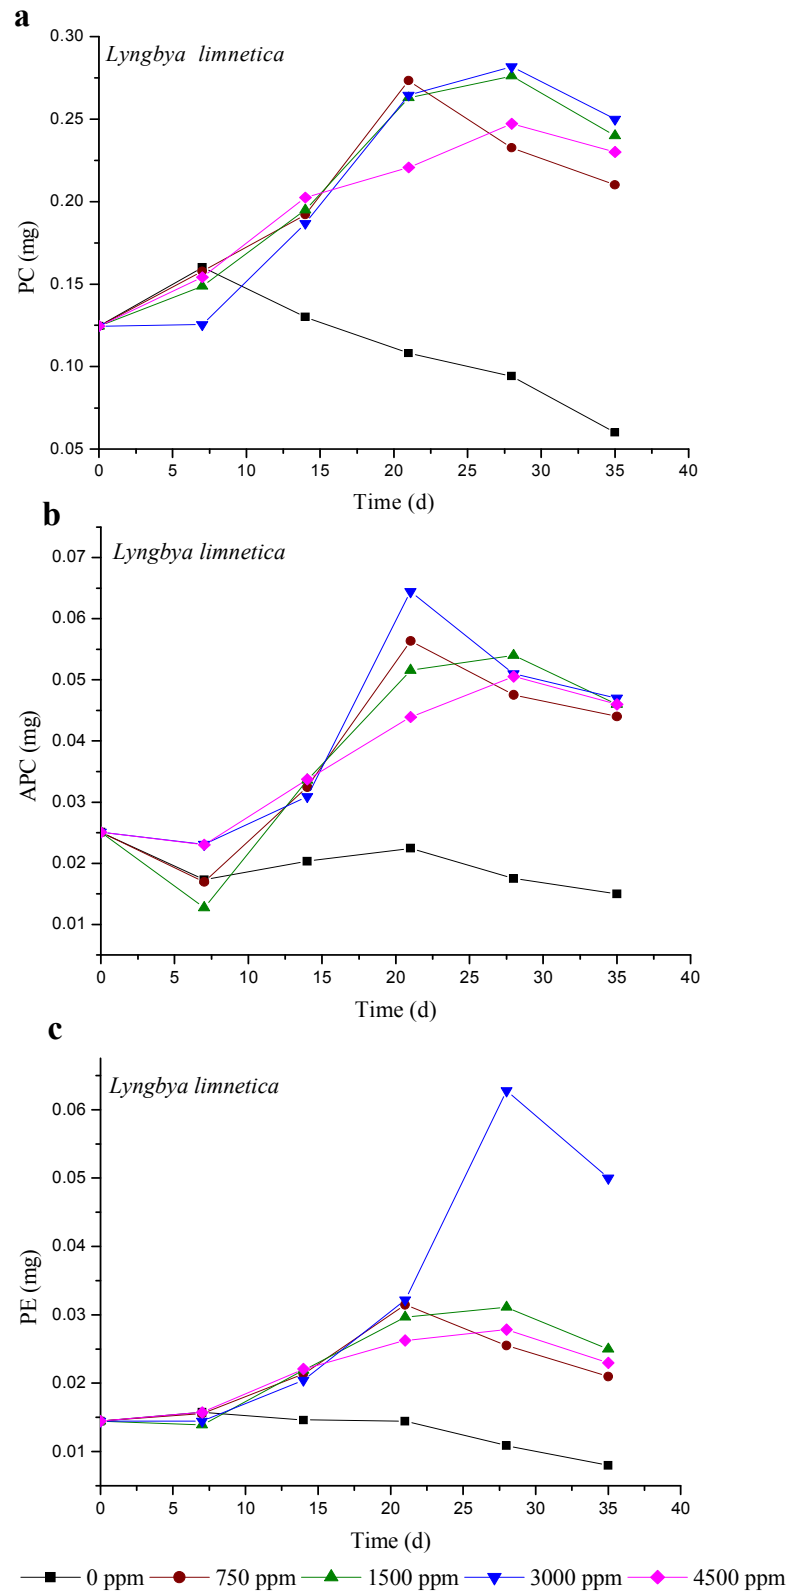 a
Lyngbya limnetica
0.30
0.25
0.20
0.15
0.10
0.05
PC (mg)
0 5 10 15 20 25 30 35 40
Time (d)
b
Lyngbya limnetica
0.07
0.06
0.05
0.04
0.03
0.02
0.01
APC (mg)
0 5 10 15 20 25 30 35 40
Time (d)
c
Lyngbya limnetica
0.06
0.05
0.04
0.03
0.02
0.01
PE (mg)
0 5 10 15 20 25 30 35 40
Time (d)
0 ppm 750 ppm 1500 ppm 3000 ppm 4500 ppm